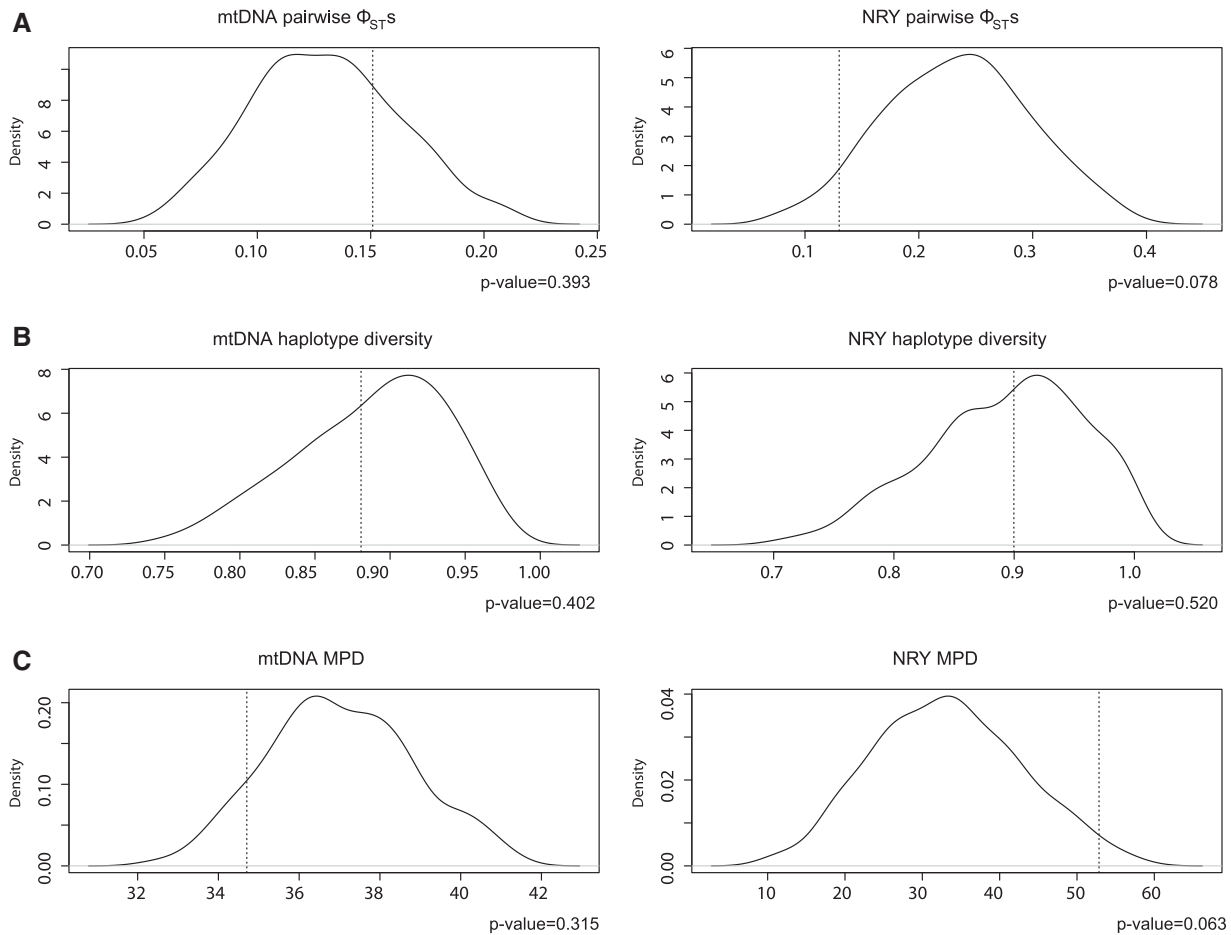 A
mtDNA pairwise ΦSTs
Density
0 2 4 6 8
0.05 0.10 0.15 0.20 0.25
p-value=0.393
NRY pairwise ΦSTs
Density
0 1 2 3 4 5 6
0.1 0.2 0.3 0.4
p-value=0.078
B
mtDNA haplotype diversity
Density
0 2 4 6 8
0.70 0.75 0.80 0.85 0.90 0.95 1.00
p-value=0.402
NRY haplotype diversity
Density
0 1 2 3 4 5 6
0.7 0.8 0.9 1.0
p-value=0.520
C
mtDNA MPD
Density
0.00 0.10 0.20
32 34 36 38 40 42
p-value=0.315
NRY MPD
Density
0.00 0.02 0.04
10 20 30 40 50 60
p-value=0.063